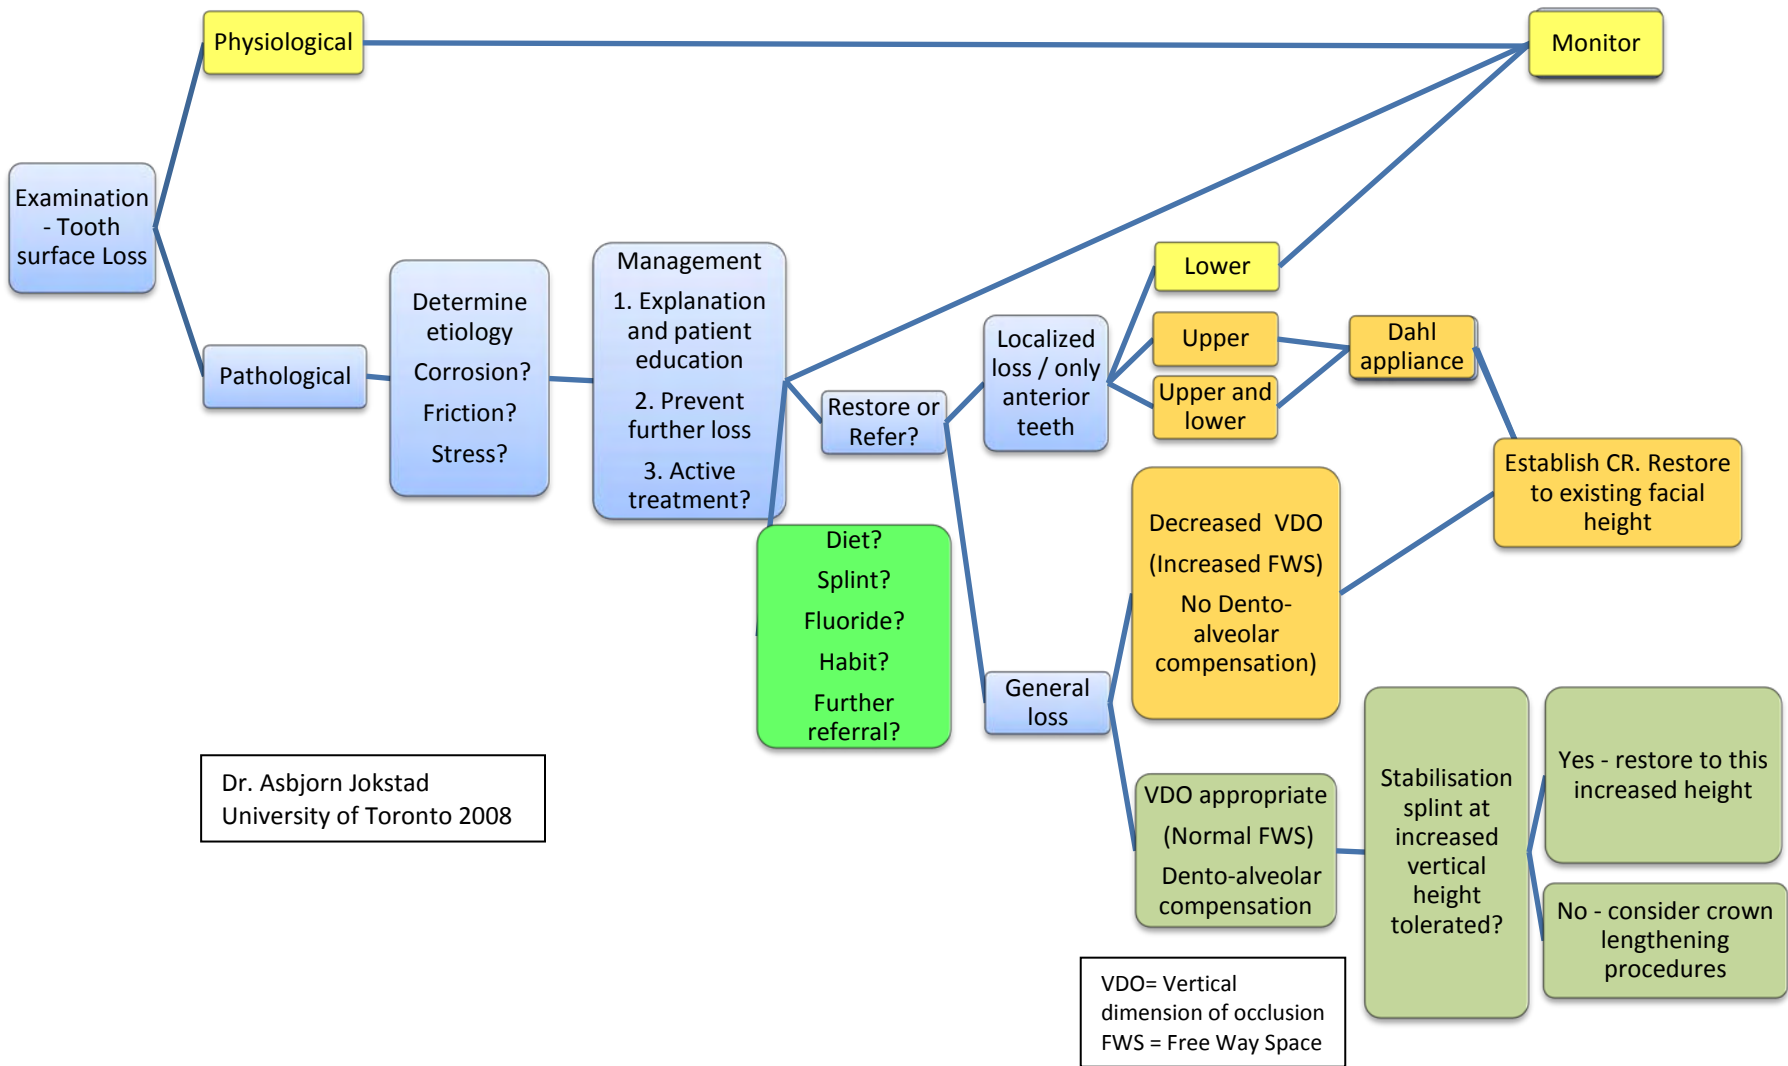 Physiological
Monitor
Examination
- Tooth
surface Loss
Pathological
Determine
etiology
Corrosion?
Friction?
Stress?
Management
1. Explanation
and patient
education
2. Prevent
further loss
3. Active
treatment?
Diet?
Splint?
Fluoride?
Habit?
Further
referral?
Restore or
Refer?
Localized
loss / only
anterior
teeth
Lower
Upper
Upper and
lower
Dahl
appliance
Establish CR. Restore
to existing facial
height
General
loss
Decreased  VDO
(Increased FWS)
No Dento-
alveolar
compensation)
VDO appropriate
(Normal FWS)
Dento-alveolar
compensation
Stabilisation
splint at
increased
vertical
height
tolerated?
Yes - restore to this
increased height
No - consider crown
lengthening
procedures
Dr. Asbjorn Jokstad
University of Toronto 2008
VDO= Vertical
dimension of occlusion
FWS = Free Way Space